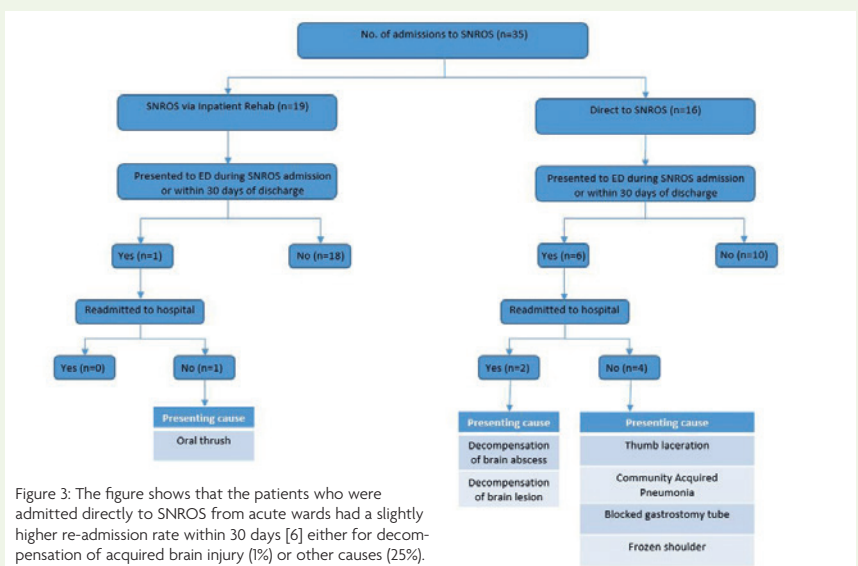 No. of admissions to SNROS (n=35)
SNROS via Inpatient Rehab (n=19)
Direct to SNROS (n=16)
Presented to ED during SNROS admission
or within 30 days of discharge
Presented to ED during SNROS admission
or within 30 days of discharge
Yes (n=1)
No (n=18)
Yes (n=6)
No (n=10)
Readmitted to hospital
Readmitted to hospital
Yes (n=0)
No (n=1)
Yes (n=2)
No (n=4)
Presenting cause
Oral thrush
Presenting cause
Decompensation
of brain abscess
Decompensation
of brain lesion
Presenting cause
Thumb laceration
Community Acquired
Pneumonia
Blocked gastrostomy tube
Frozen shoulder
Figure 3: The figure shows that the patients who were
admitted directly to SNROS from acute wards had a slightly
higher re-admission rate within 30 days [6] either for decom-
pensation of acquired brain injury (1%) or other causes (25%).